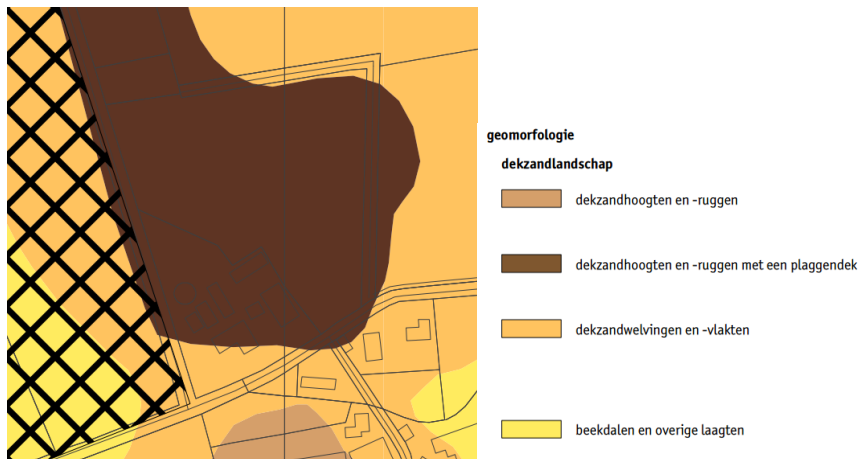 geomorfologie
dekzandlandschap
dekzandhoogten en -ruggen
dekzandhoogten en -ruggen met een plaggendek
dekzandwelvingen en -vlakten
beekdalen en overige laagten